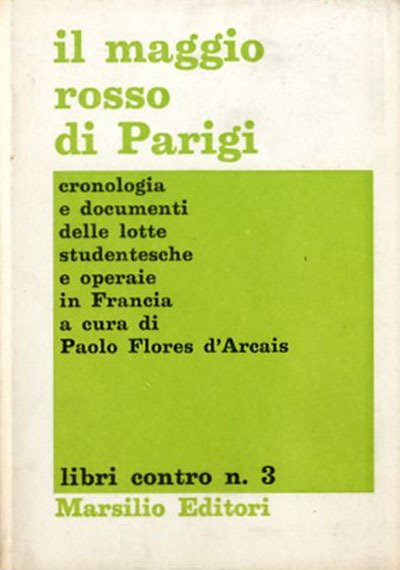 il maggio
rosso
di Parigi
cronologia
e documenti
delle lotte
studentesche
e operaie
in Francia
a cura di
Paolo Flores d'Arcais
libri contro n. 3
Marsilio Editori